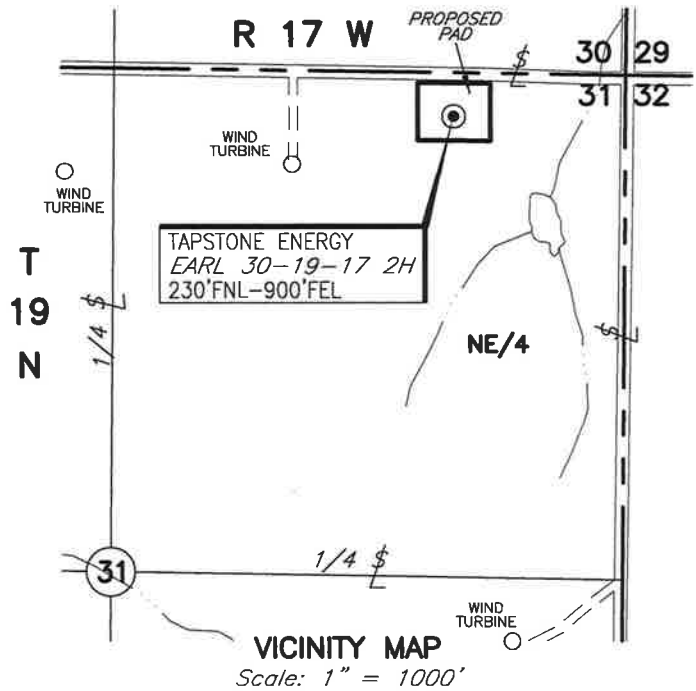 R 17 W
PROPOSED
PAD
30 29
31 32
WIND
TURBINE
WIND
TURBINE
TAPSTONE ENERGY
EARL 30-19-17 2H
230'FNL-900'FEL
T
19
N
1/4
NE/4
31
1/4
WIND
TURBINE
VICINITY MAP
Scale: 1" = 1000'